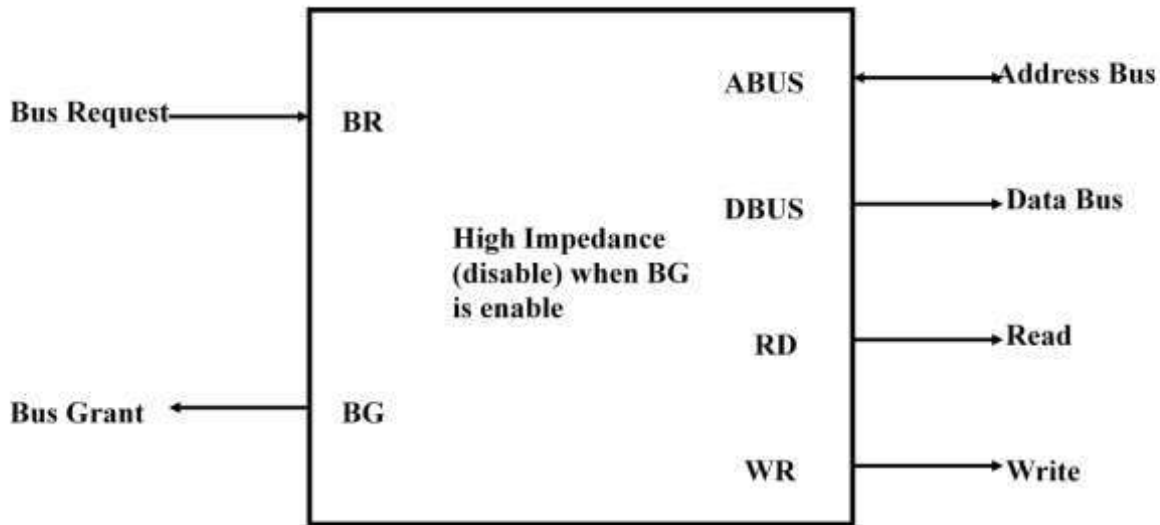 Bus Request
BR
ABUS
Address Bus
DBUS
Data Bus
High Impedance
(disable) when BG
is enable
RD
Read
Bus Grant
BG
WR
Write